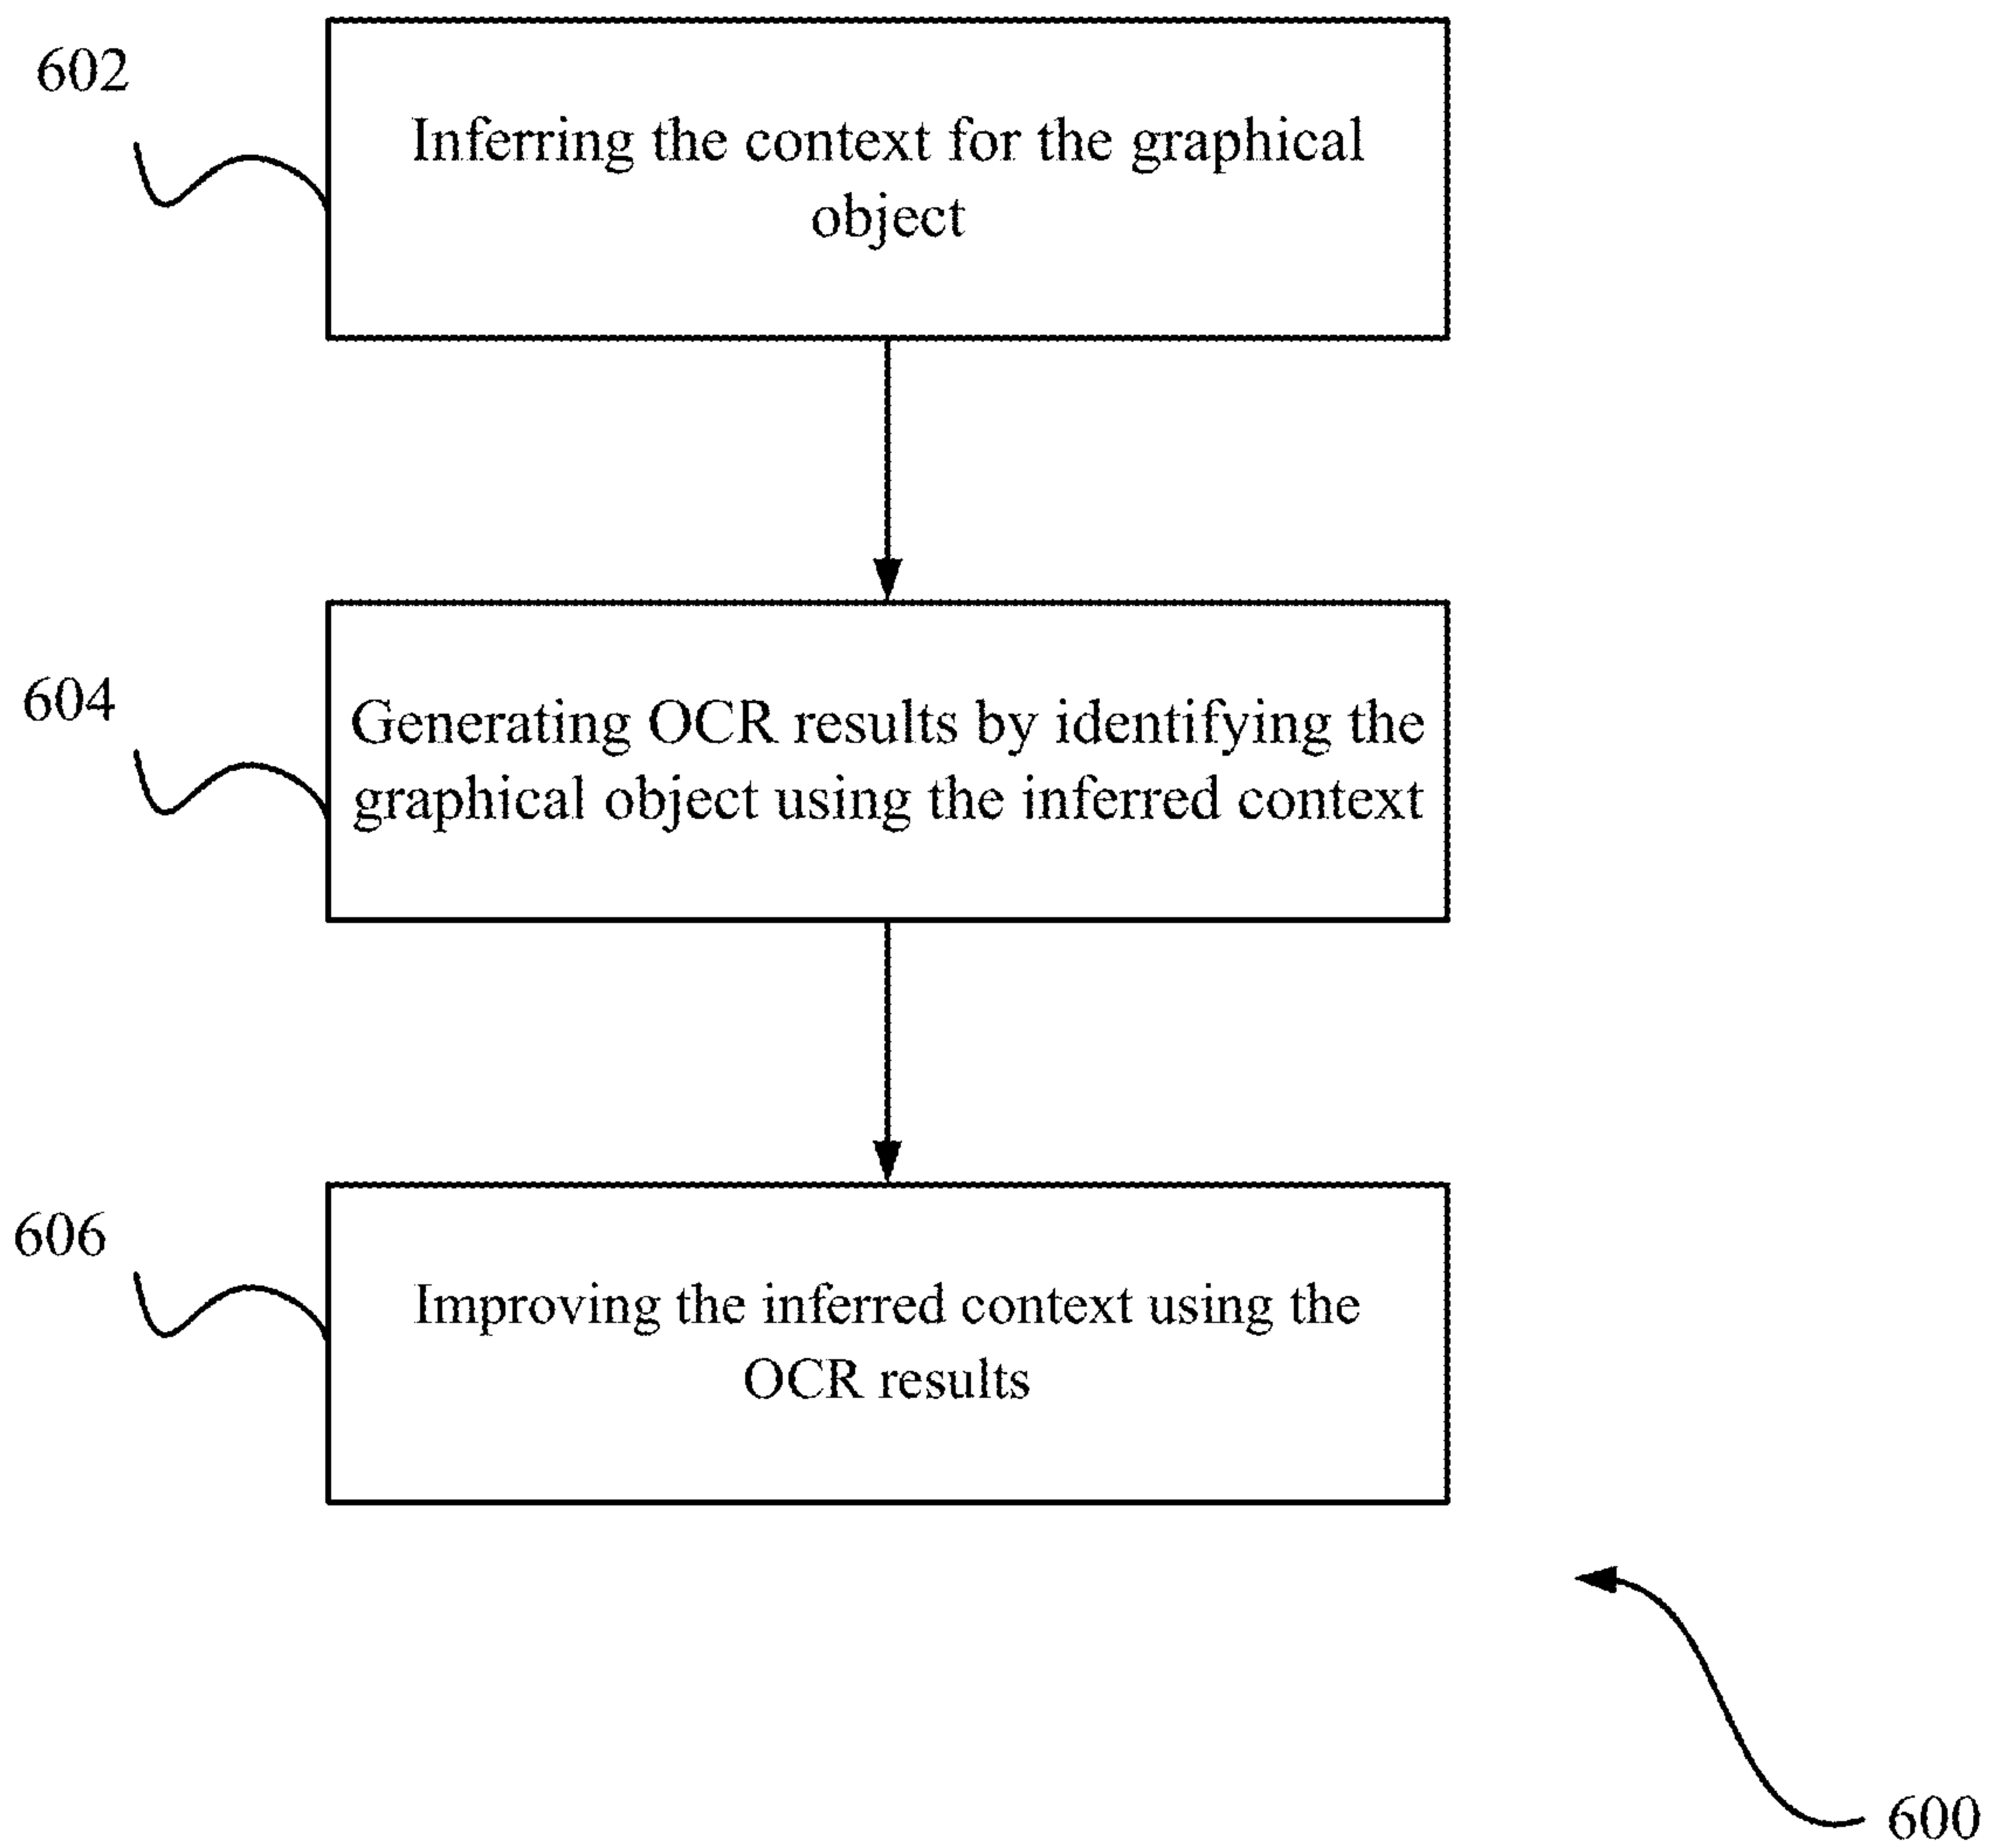 602
Inferring the context for the graphical
object
604
Generating OCR results by identifying the
graphical object using the inferred context
606
Improving the inferred context using the
OCR results
600